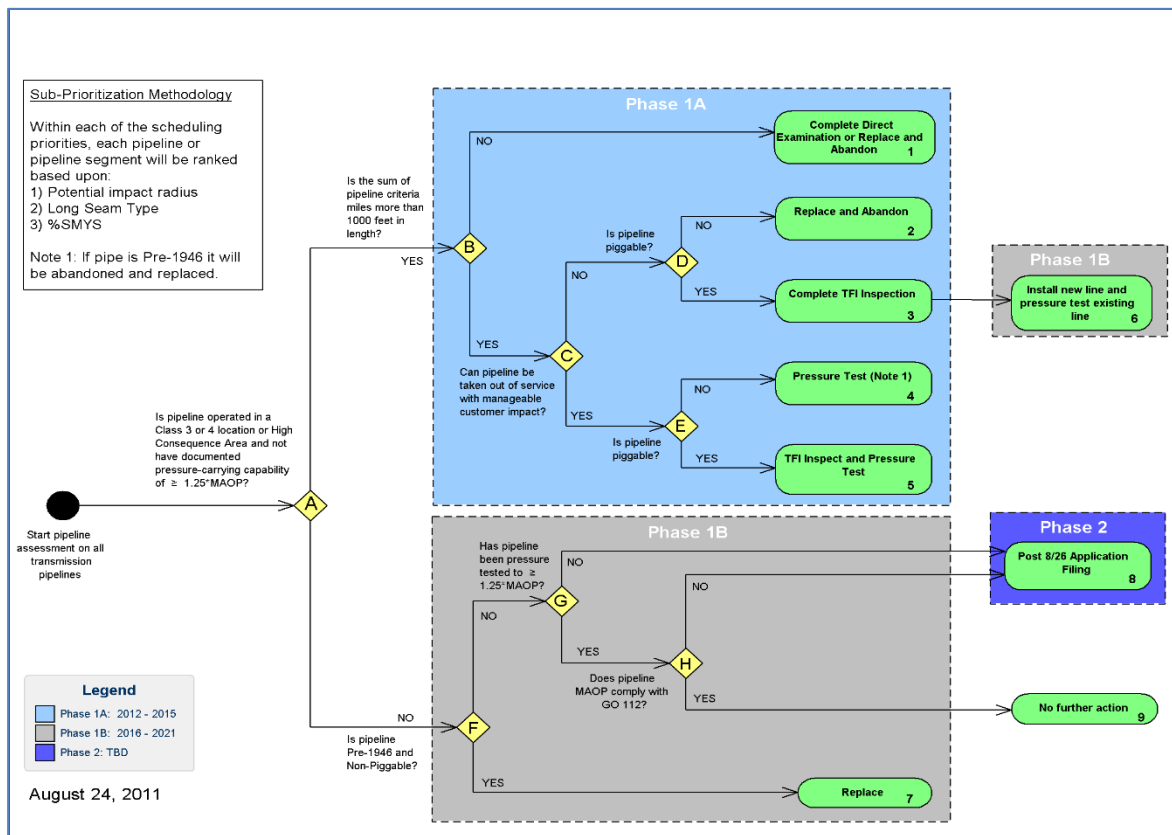 Sub-Prioritization Methodology
Within each of the scheduling
priorities, each pipeline or
pipeline segment will be ranked
based upon:
1) Potential impact radius
2) Long Seam Type
3) %SMYS
Note 1: If pipe is Pre-1946 it will
be abandoned and replaced.
Phase 1A
NO
Complete Direct
Examination or Replace and
Abandon
1
Is the sum of
pipeline criteria
miles more than
1000 feet in
length?
B
YES
Is pipeline
piggable?
NO
Replace and Abandon
2
D
NO
YES
Complete TFI Inspection
3
Phase 1B
Install new line and
pressure test existing
line
6
YES
C
Can pipeline be
taken out of service
with manageable
customer impact?
YES
NO
Pressure Test (Note 1)
4
E
Is pipeline
piggable?
YES
TFI Inspect and Pressure
Test
5
Is pipeline operated in a
Class 3 or 4 location or High
Consequence Area and not
have documented
pressure-carrying capability
of ≥ 1.25*MAOP?
A
Start pipeline
assessment on all
transmission
pipelines
Phase 1B
Has pipeline
been pressure
tested to ≥
1.25*MAOP?
NO
G
NO
YES
Does pipeline
MAOP comply with
GO 112?
H
NO
YES
Phase 2
Post 8/26 Application
Filing
8
No further action
9
NO
Is pipeline
Pre-1946 and
Non-Piggable?
F
YES
Replace
7
Legend
Phase 1A: 2012 - 2015
Phase 1B: 2016 - 2021
Phase 2: TBD
August 24, 2011